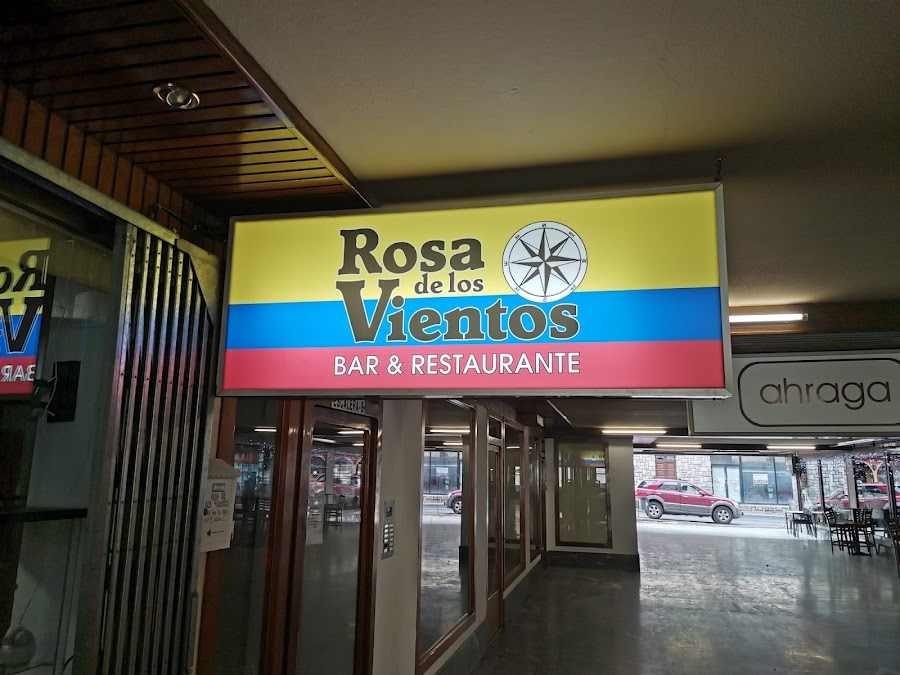 Rosa
de los
Vientos
BAR & RESTAURANTE
ahraga